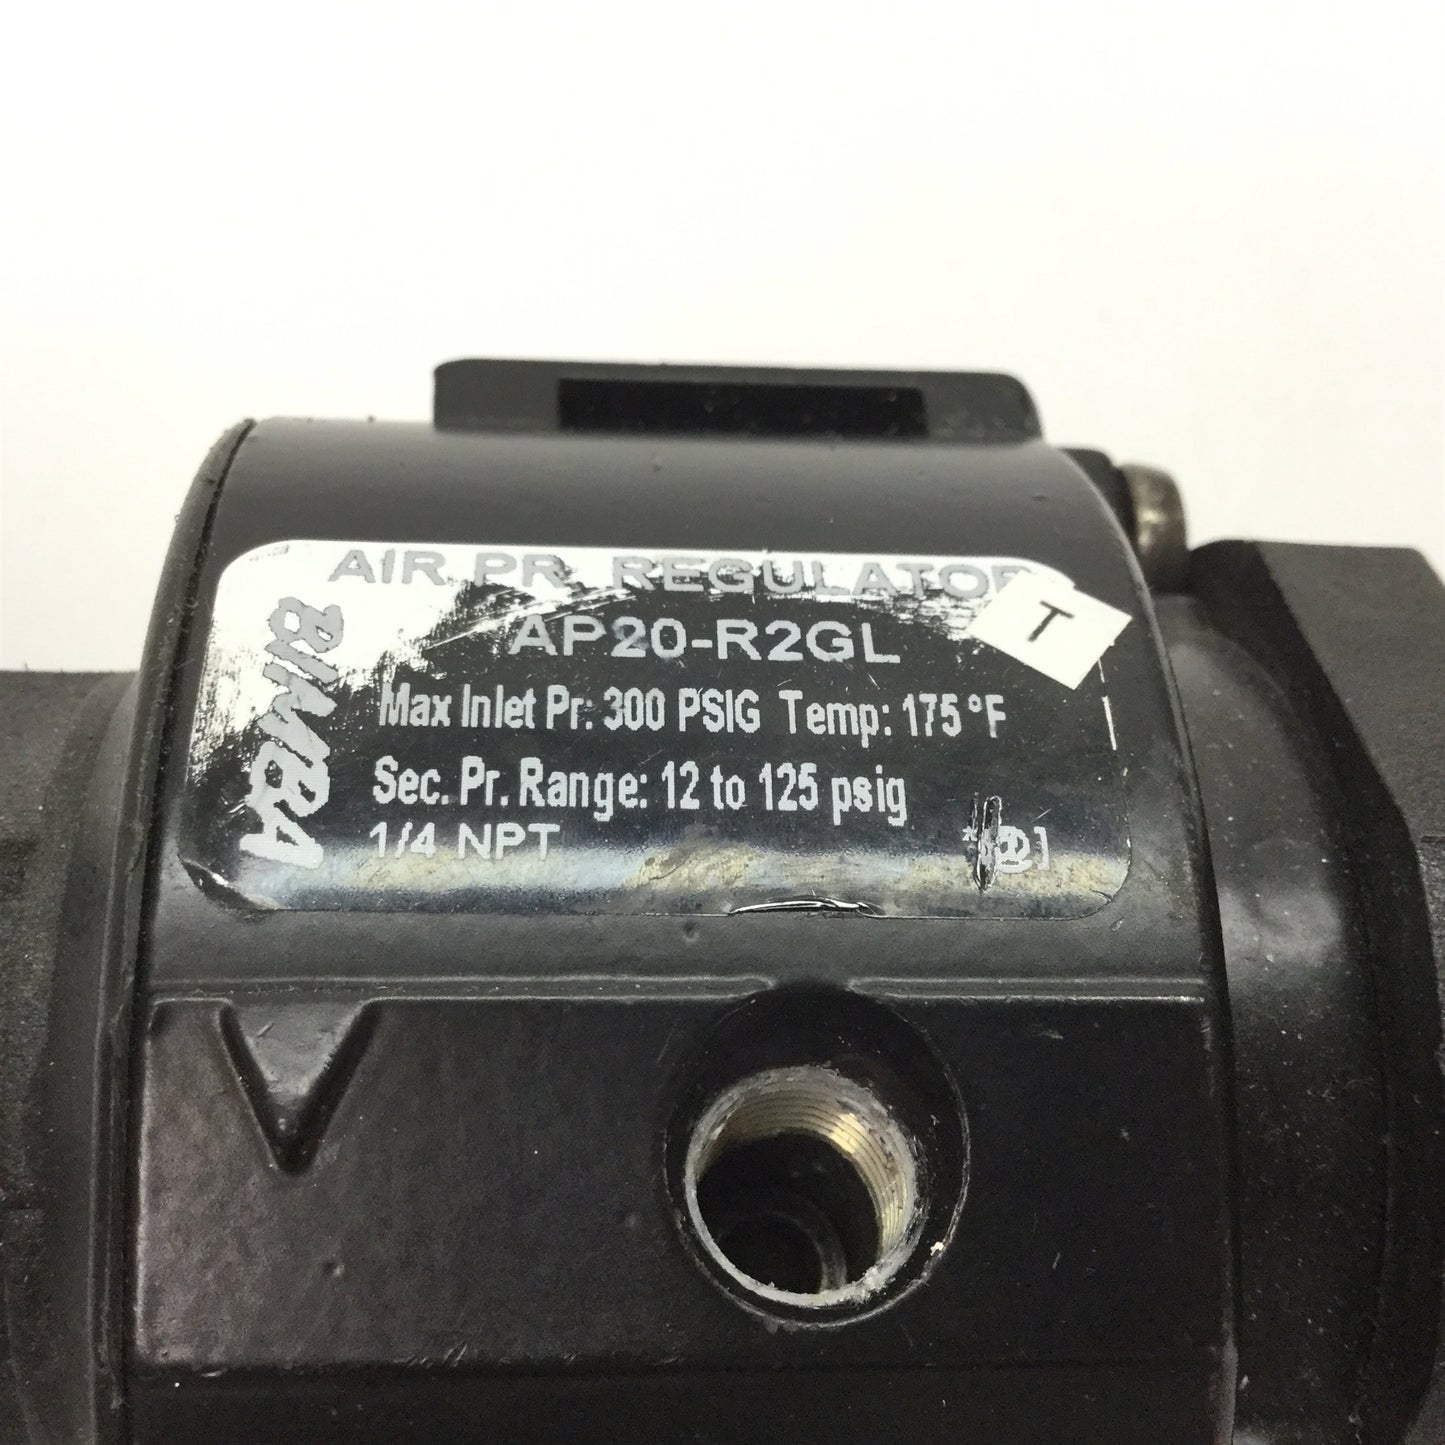 AIR PR. REGULATOR
T
BIMBA
AP20-R2GL
Max Inlet Pr: 300 PSIG Temp: 175°F
Sec. Pr. Range: 12 to 125 psig
1/4 NPT